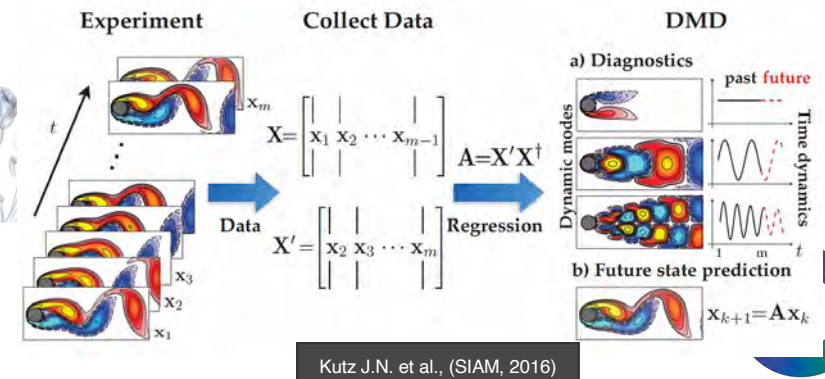 Experiment
Collect Data
DMD
t
x_m
x_3
x_2
x_1
Data
X= [x_1 x_2 ⋯ x_{m-1}]
X′= [x_2 x_3 ⋯ x_m]
A=X′X†
Regression
a) Diagnostics
past future
Dynamic modes
Time dynamics
1 m t
b) Future state prediction
x_{k+1}=Ax_k
Kutz J.N. et al., (SIAM, 2016)